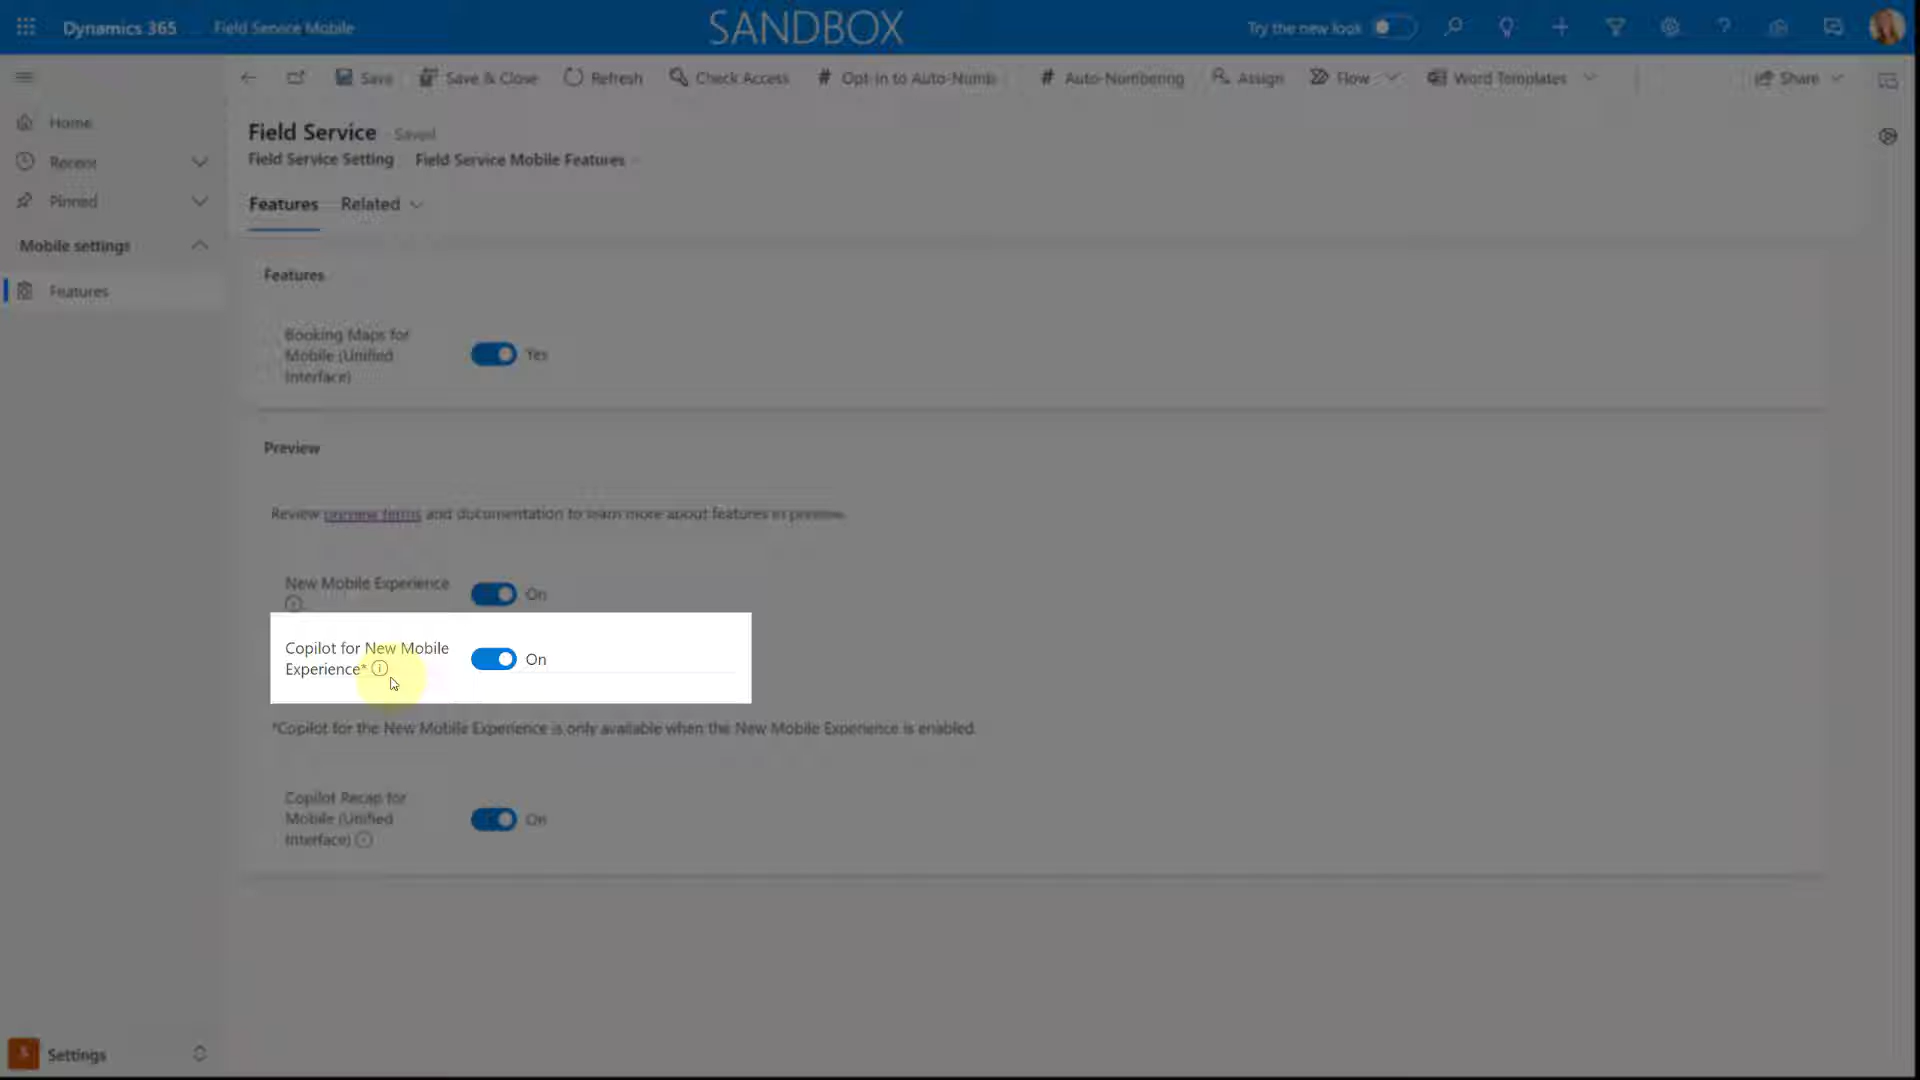 Dynamics 365
Field Service Mobile
SANDBOX
Try the new look
Save
Save & Close
Refresh
Check Access
Opt-in to Auto-Numb
Auto-Numbering
Assign
Flow
Word Templates
Share
Home
Recent
Pinned
Mobile settings
Features
Field Service - Saved
Field Service Setting
Field Service Mobile Features
Features
Related
Features
Booking Maps for
Mobile (Unified
Interface)
Yes
Preview
Review preview terms and documentation to learn more about features in preview.
New Mobile Experience
On
Copilot for New Mobile
Experience*
On
*Copilot for the New Mobile Experience is only available when the New Mobile Experience is enabled.
Copilot Recap for
Mobile (Unified
Interface)
On
S
Settings